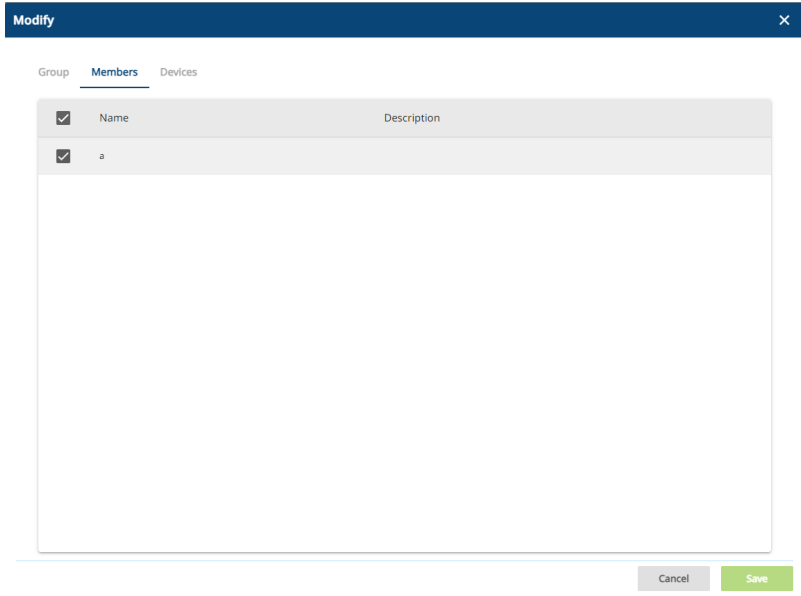 Modify
Group Members Devices
Name Description
a
Cancel Save